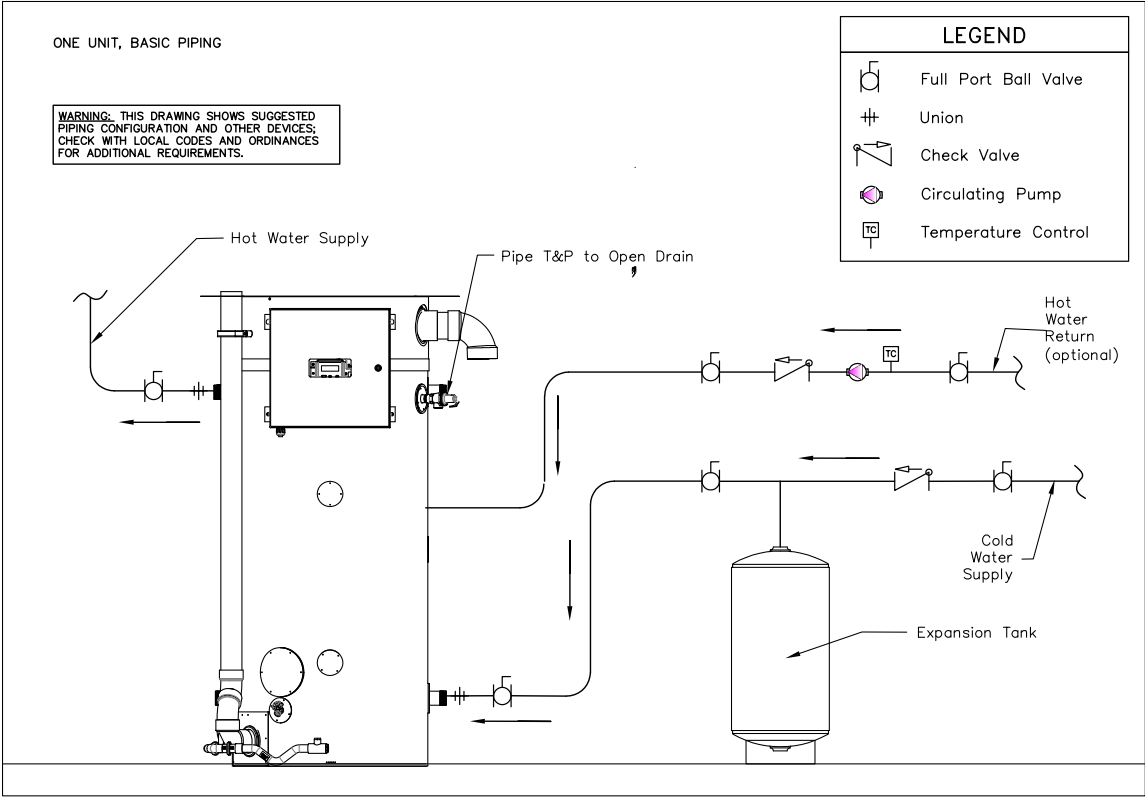 ONE UNIT, BASIC PIPING
WARNING: THIS DRAWING SHOWS SUGGESTED
PIPING CONFIGURATION AND OTHER DEVICES;
CHECK WITH LOCAL CODES AND ORDINANCES
FOR ADDITIONAL REQUIREMENTS.
LEGEND
Full Port Ball Valve
Union
Check Valve
Circulating Pump
TC
Temperature Control
Hot Water Supply
Pipe T&P to Open Drain
,
Hot
Water
Return
(optional)
TC
Cold
Water
Supply
Expansion Tank